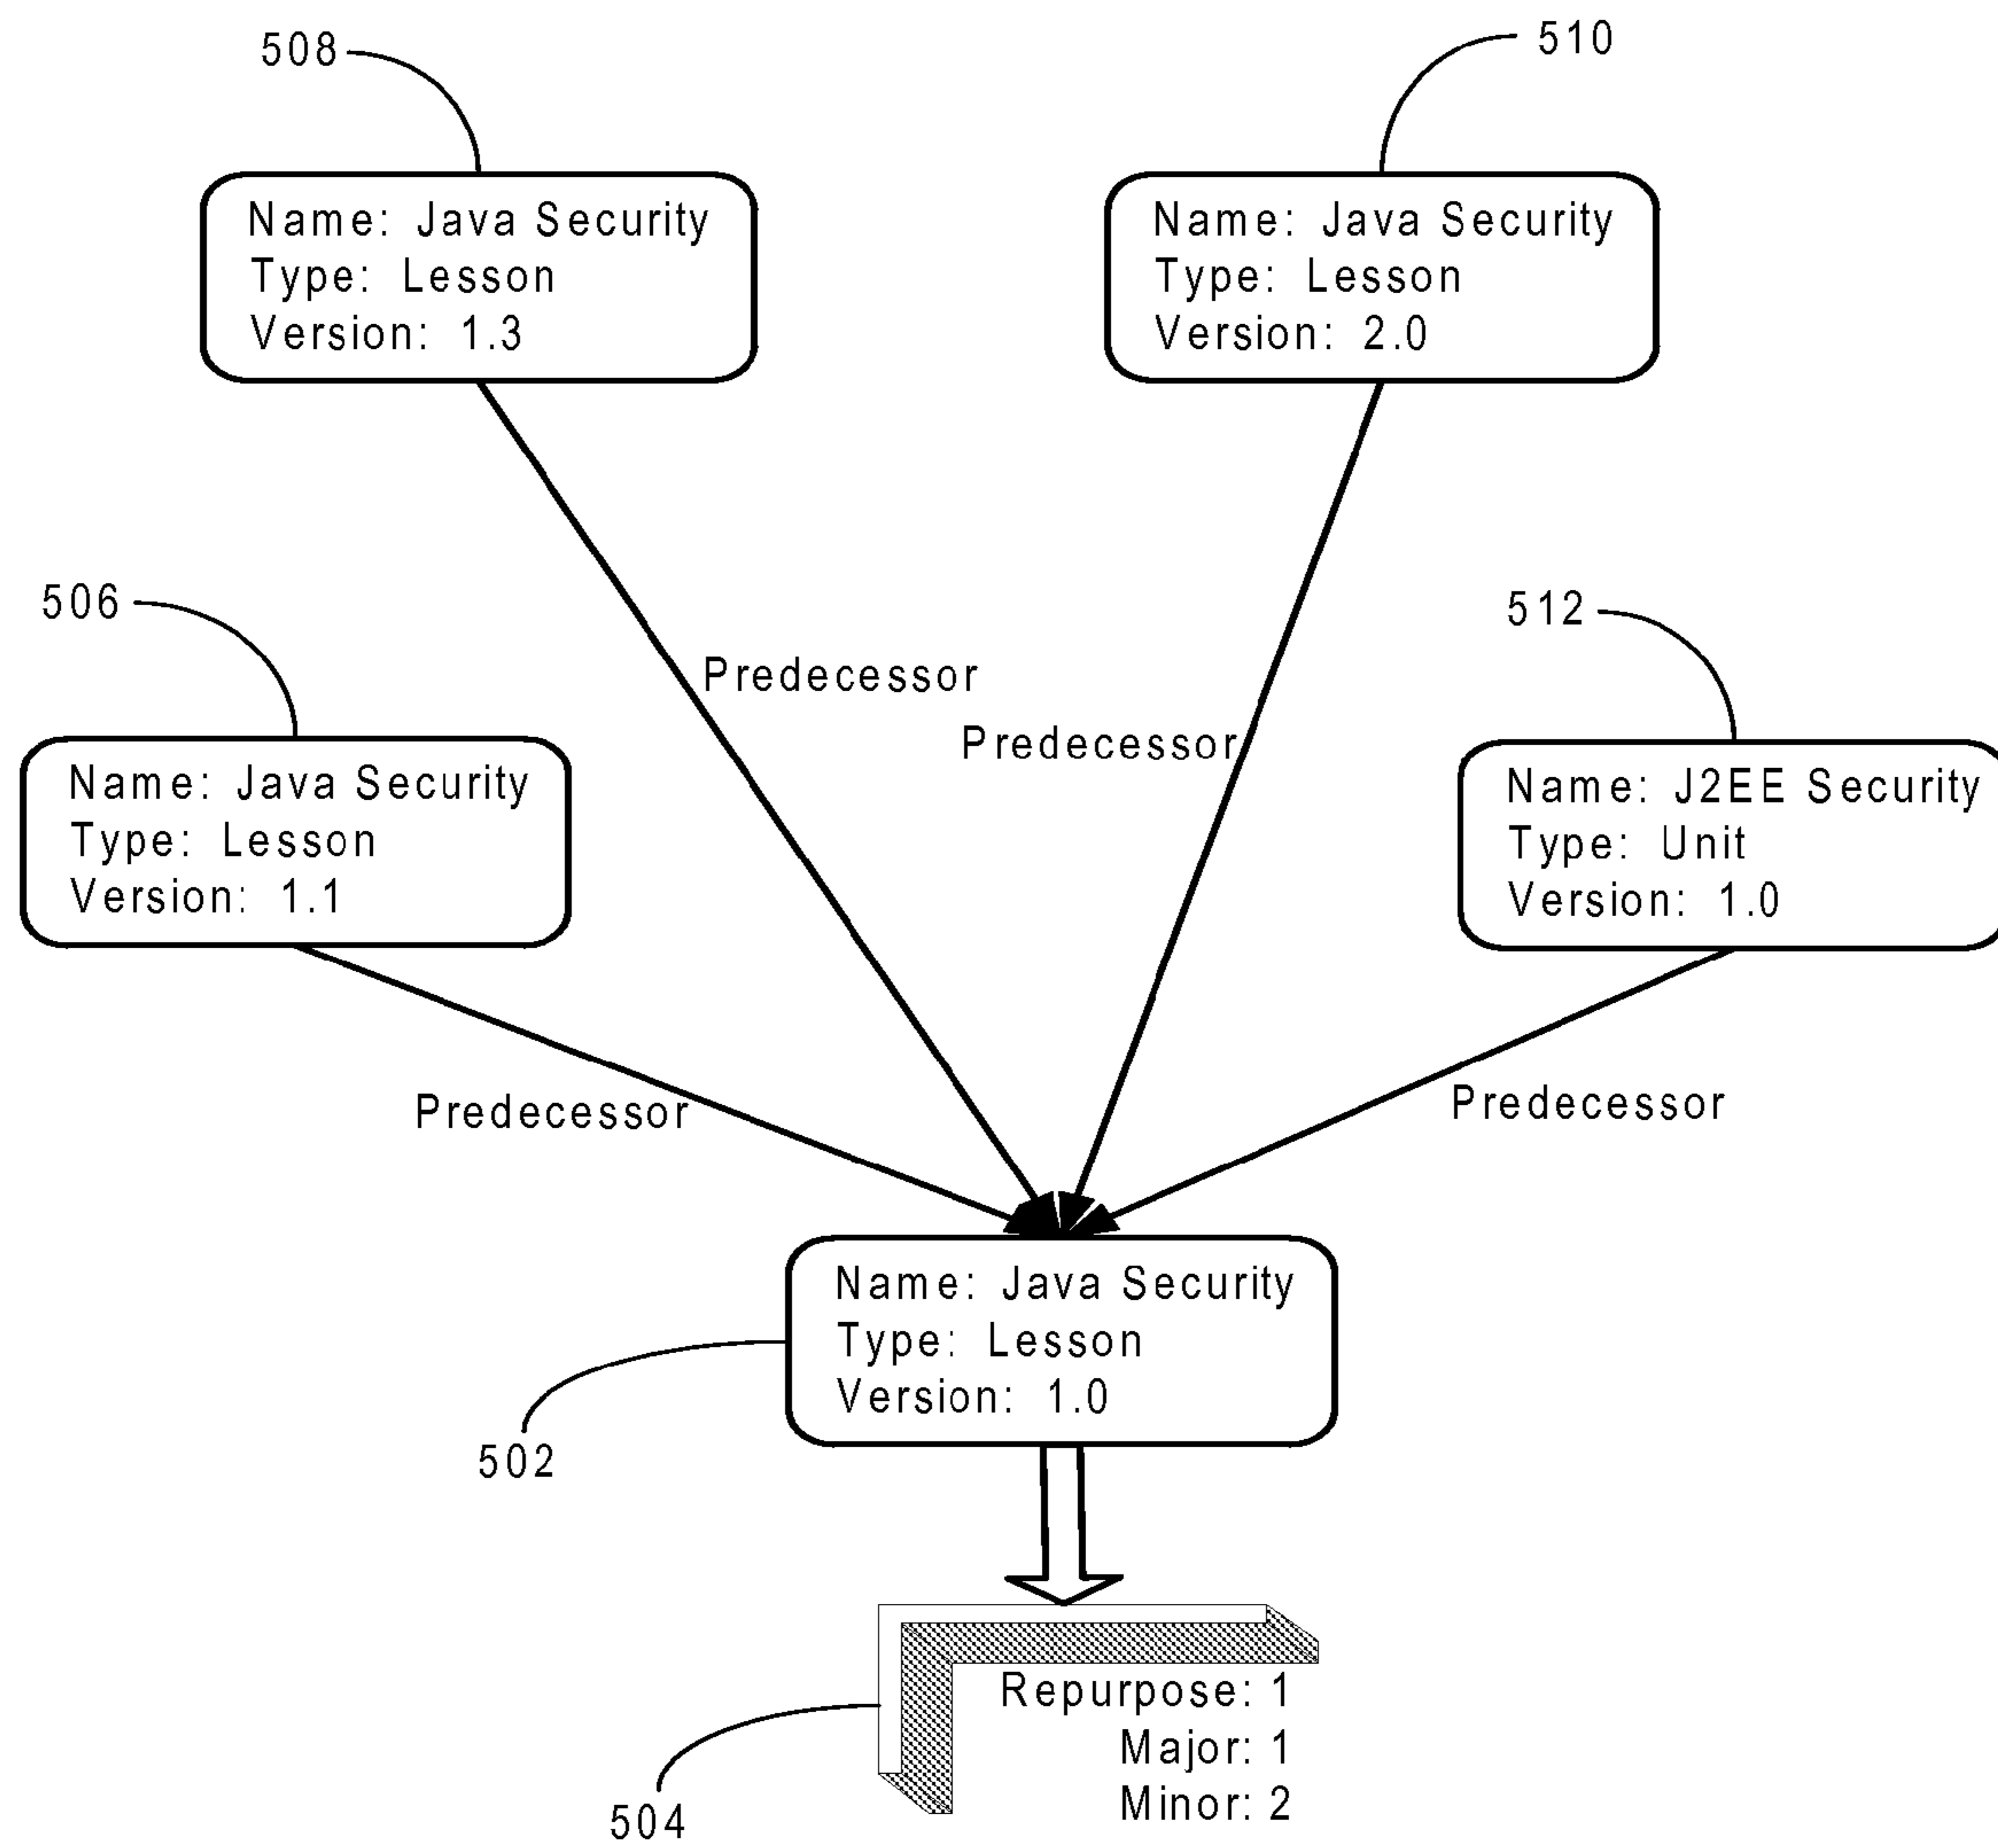 508
510
Name: Java Security
Type: Lesson
Version: 1.3
Name: Java Security
Type: Lesson
Version: 2.0
506
512
Predecessor
Predecessor
Name: Java Security
Type: Lesson
Version: 1.1
Name: J2EE Security
Type: Unit
Version: 1.0
Predecessor
Predecessor
Name: Java Security
Type: Lesson
Version: 1.0
502
Repurpose: 1
Major: 1
Minor: 2
504